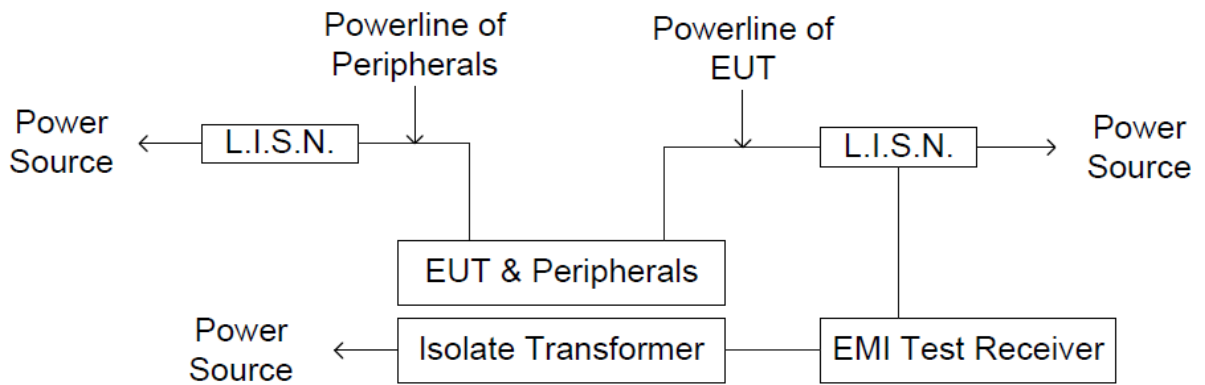 Powerline of
Peripherals
Powerline of
EUT
Power
Source
L.I.S.N.
L.I.S.N.
Power
Source
EUT & Peripherals
Power
Source
Isolate Transformer
EMI Test Receiver